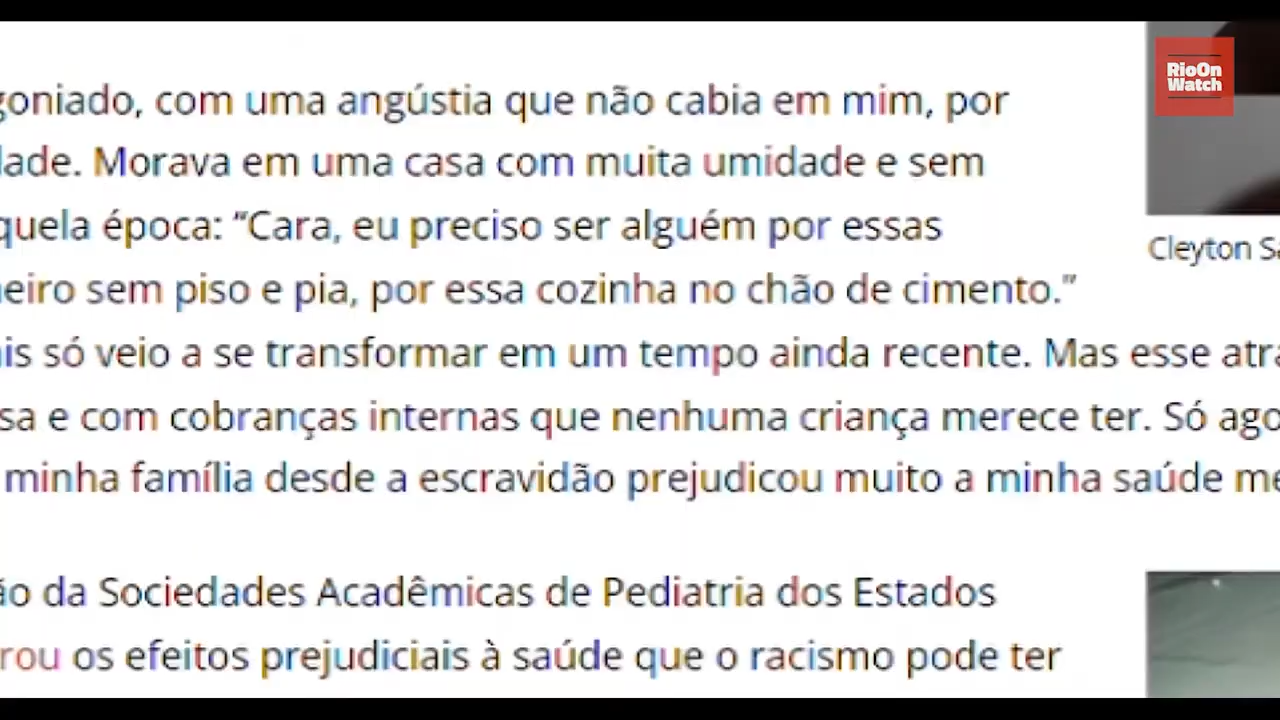 goniado, com uma angústia que não cabia em mim, por
dade. Morava em uma casa com muita umidade e sem
quela época: “Cara, eu preciso ser alguém por essas
eiro sem piso e pia, por essa cozinha no chão de cimento.”
is só veio a se transformar em um tempo ainda recente. Mas esse atra
sa e com cobranças internas que nenhuma criança merece ter. Só ago
minha família desde a escravidão prejudicou muito a minha saúde me
ão da Sociedades Acadêmicas de Pediatria dos Estados
rou os efeitos prejudiciais à saúde que o racismo pode ter
RioOn
Watch
Cleyton Sa